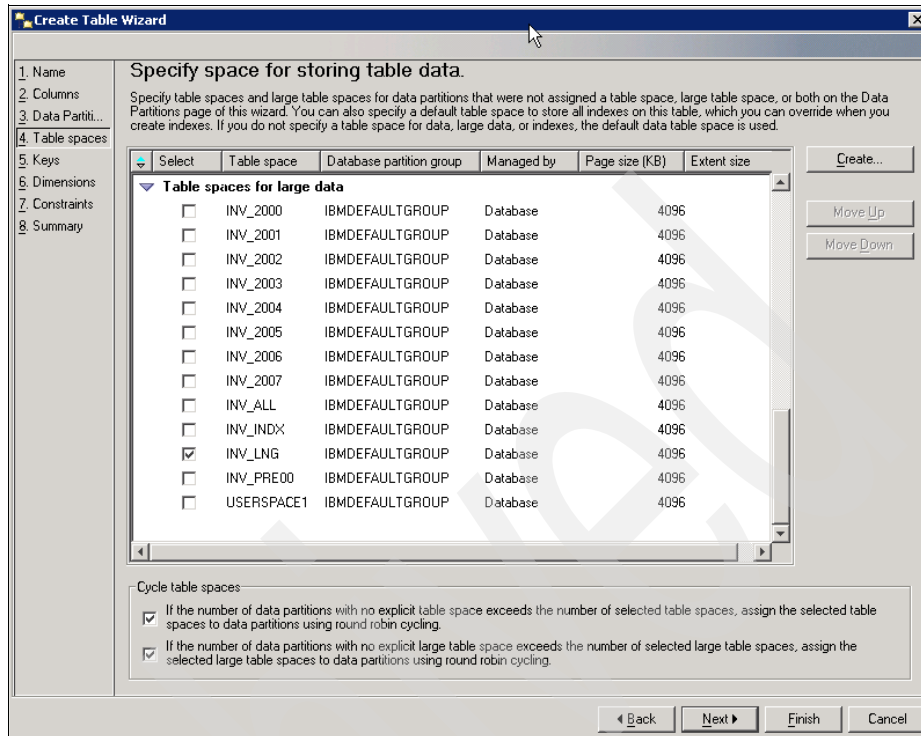 Create Table Wizard
1. Name
2. Columns
3. Data Partiti...
4. Table spaces
5. Keys
6. Dimensions
7. Constraints
8. Summary
Specify space for storing table data.
Specify table spaces and large table spaces for data partitions that were not assigned a table space, large table space, or both on the Data
Partitions page of this wizard. You can also specify a default table space to store all indexes on this table, which you can override when you
create indexes. If you do not specify a table space for data, large data, or indexes, the default data table space is used.
Select Table space Database partition group Managed by Page size (KB) Extent size
Table spaces for large data
INV_2000 IBMDEFAULTGROUP Database 4096
INV_2001 IBMDEFAULTGROUP Database 4096
INV_2002 IBMDEFAULTGROUP Database 4096
INV_2003 IBMDEFAULTGROUP Database 4096
INV_2004 IBMDEFAULTGROUP Database 4096
INV_2005 IBMDEFAULTGROUP Database 4096
INV_2006 IBMDEFAULTGROUP Database 4096
INV_2007 IBMDEFAULTGROUP Database 4096
INV_ALL IBMDEFAULTGROUP Database 4096
INV_INDX IBMDEFAULTGROUP Database 4096
INV_LNG IBMDEFAULTGROUP Database 4096
INV_PRE00 IBMDEFAULTGROUP Database 4096
USERSPACE1 IBMDEFAULTGROUP Database 4096
Create...
Move Up
Move Down
Cycle table spaces
If the number of data partitions with no explicit table space exceeds the number of selected table spaces, assign the selected table
spaces to data partitions using round robin cycling.
If the number of data partitions with no explicit large table space exceeds the number of selected large table spaces, assign the
selected large table spaces to data partitions using round robin cycling.
Back Next Finish Cancel